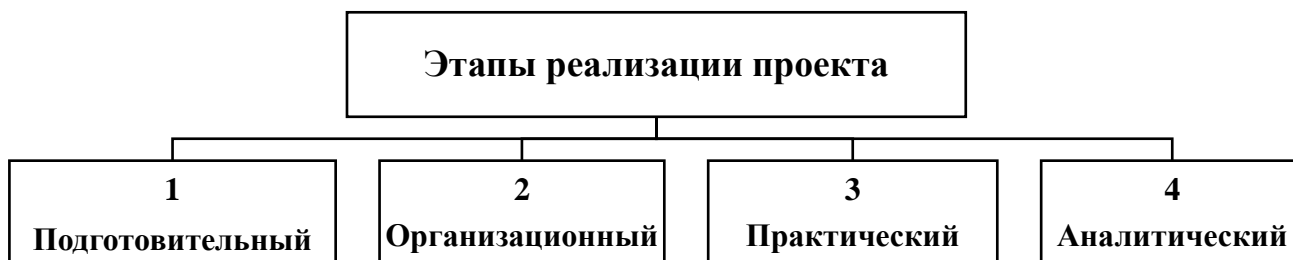 Этапы реализации проекта
1
Подготовительный
2
Организационный
3
Практический
4
Аналитический